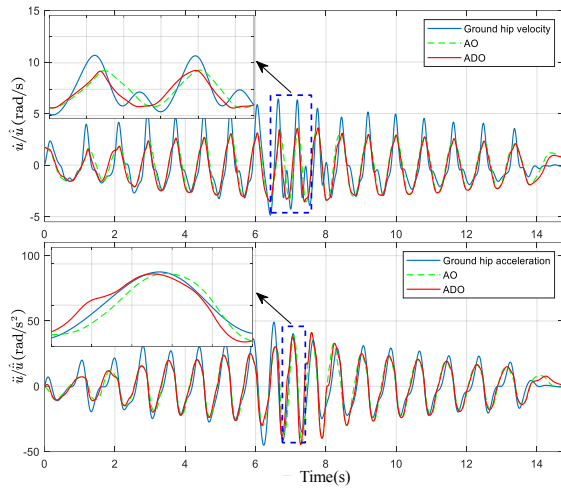 15
10
5
0
-5
u̇/û̇ (rad/s)
Ground hip velocity
AO
ADO
0 2 4 6 8 10 12 14
100
50
0
-50
ü/û̈ (rad/s²)
Ground hip acceleration
AO
ADO
0 2 4 6 8 10 12 14
Time(s)